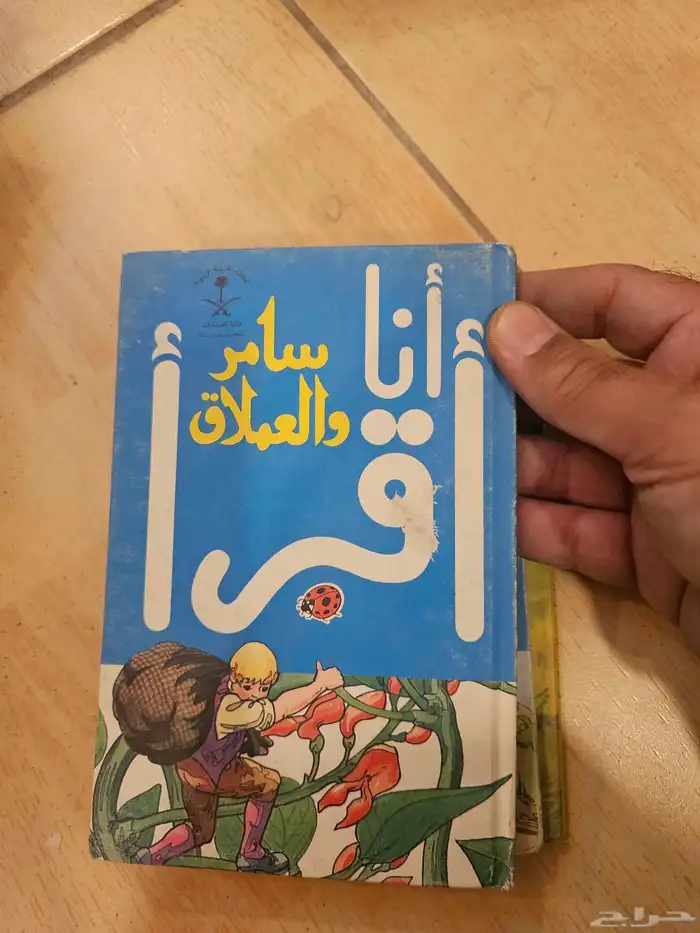 أنا
أقرأ
سامر
والعملاق
حراج